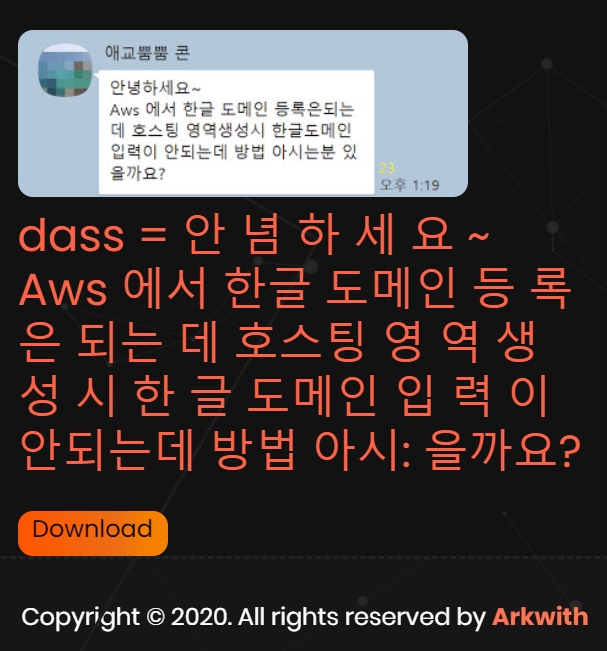 애교뿜뿜 콘
안녕하세요~
Aws 에서 한글 도메인 등록은되는
데 호스팅 영역생성시 한글도메인
입력이 안되는데 방법 아시는분 있
을까요?
23
오후 1:19
dass = 안 념 하 세 요 ~
Aws 에서 한글 도메인 등 록
은 되는 데 호스팅 영 역 생
성 시 한 글 도메인 입 력 이
안되는데 방법 아시: 을까요?
Download
Copyright © 2020. All rights reserved by Arkwith